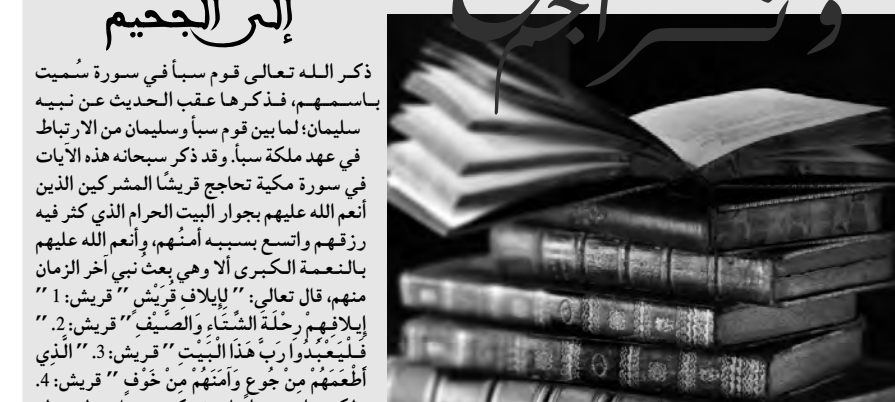 وتراجم
إلى الجحيم
ذكر الله تعالى قوم سبأ في سورة سُميت
باسمهم، فذكرها عقب الحديث عن نبيه
سليمان؛ لما بين قوم سبأ وسليمان من الارتباط
في عهد ملكة سبأ. وقد ذكر سبحانه هذه الآيات
في سورة مكية تحاجج قريشًا المشركين الذين
أنعم الله عليهم بجوار البيت الحرام الذي كثر فيه
رزقهم واتسع بسببه أمنُهم، وأنعم الله عليهم
بالنعمة الكبرى ألا وهي بعثُ نبي آخر الزمان
منهم، قال تعالى: ” لِإِيلافِ قُرَيْشٍ ” قريش: 1 ”
إِيلافِهِمْ رِحْلَةَ الشِّتَاءِ وَالصَّيْفِ ” قريش: 2. ”
فَلْيَعْبُدُوا رَبَّ هَذَا الْبَيْتِ ” قريش: 3. ” الَّذِي
أَطْعَمَهُمْ مِنْ جُوعٍ وَآمَنَهُمْ مِنْ خَوْفٍ ” قريش: 4.